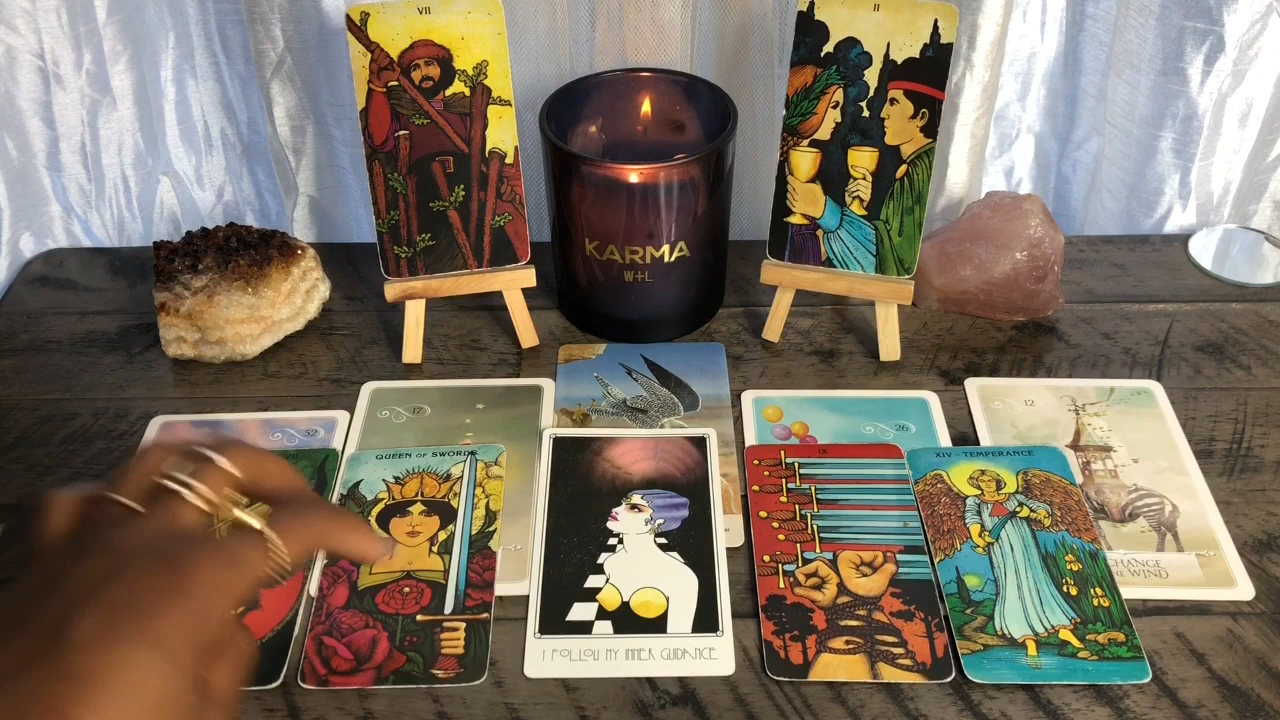 VII
II
KARMA
W+L
52
17
26
12
QUEEN OF SWORDS
IX
XIV - TEMPERANCE
CHANGE
THE WIND
I FOLLOW MY INNER GUIDANCE